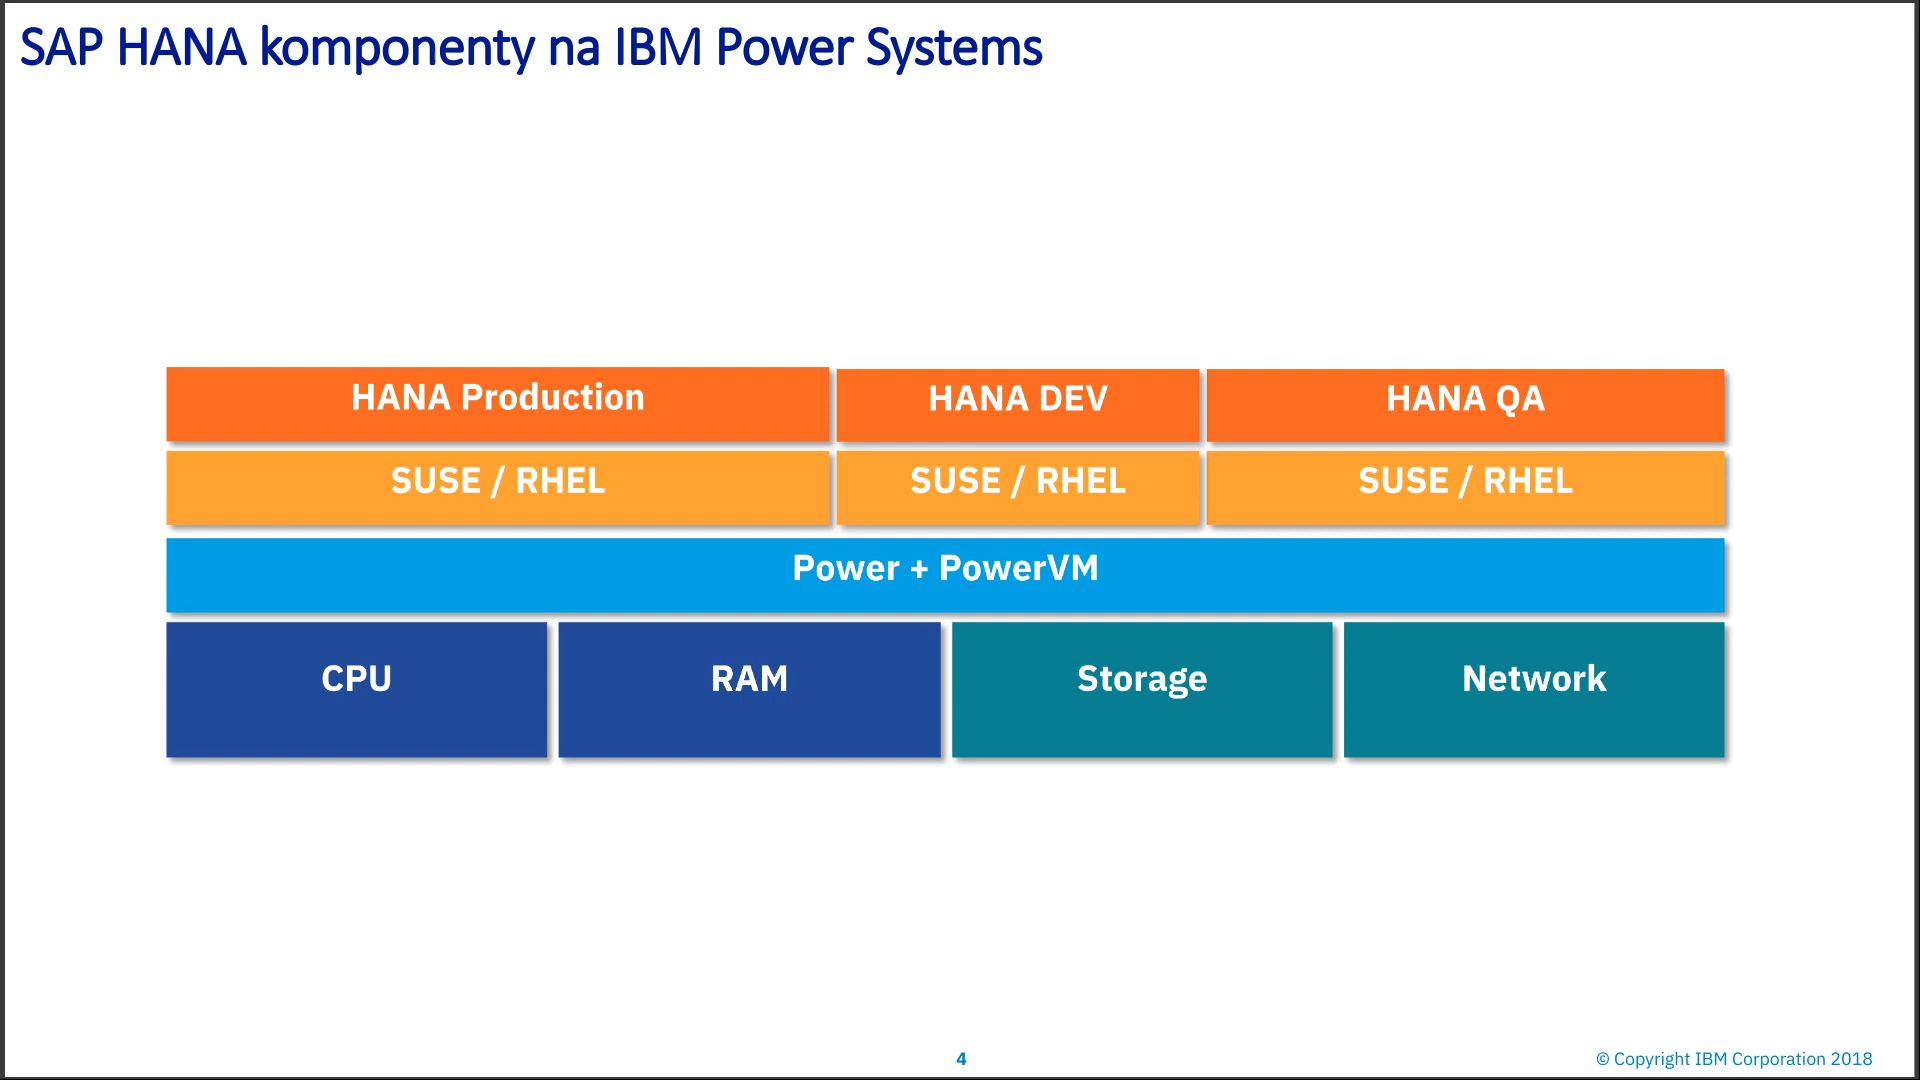 SAP HANA komponenty na IBM Power Systems
HANA Production
HANA DEV
HANA QA
SUSE / RHEL
SUSE / RHEL
SUSE / RHEL
Power + PowerVM
CPU
RAM
Storage
Network
4
© Copyright IBM Corporation 2018